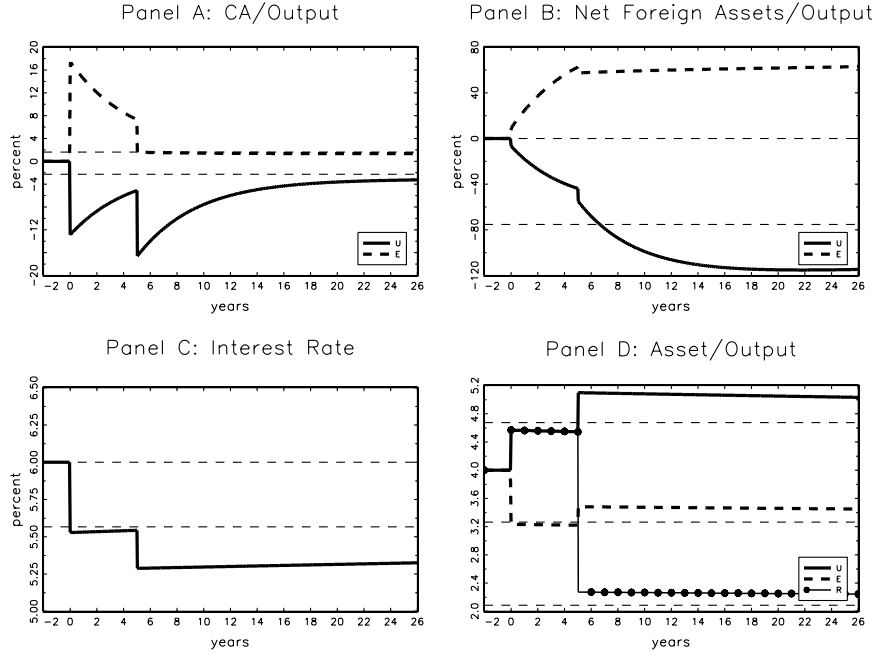 Panel A: CA/Output
percent
20
16
12
8
4
0
-4
-12
-20
-2 0 2 4 6 8 10 12 14 16 18 20 22 24 26
years
U
E
Panel B: Net Foreign Assets/Output
80
40
0
-40
-80
-120
-2 0 2 4 6 8 10 12 14 16 18 20 22 24 26
years
U
E
Panel C: Interest Rate
percent
6.50
6.25
6.00
5.75
5.50
5.25
5.00
-2 0 2 4 6 8 10 12 14 16 18 20 22 24 26
years
Panel D: Asset/Output
5.2
4.8
4.4
4.0
3.6
3.2
2.8
2.4
2.0
-2 0 2 4 6 8 10 12 14 16 18 20 22 24 26
years
U
E
R